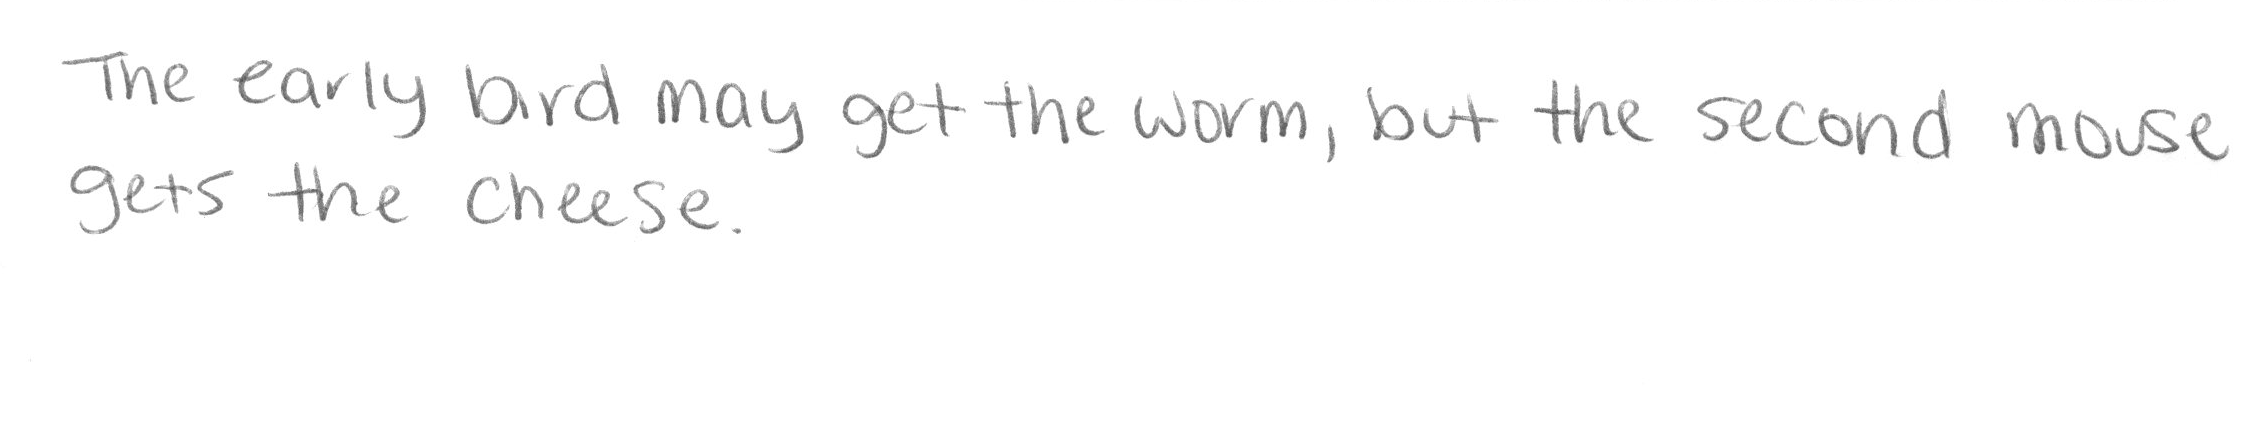 The early bird may get the worm, but the second mouse
gets the cheese.